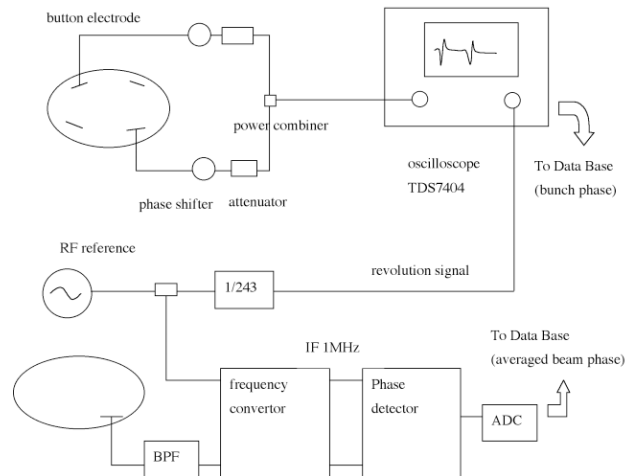 button electrode
power combiner
phase shifter
attenuator
oscilloscope
TDS7404
To Data Base
(bunch phase)
RF reference
1/243
revolution signal
IF 1MHz
To Data Base
(averaged beam phase)
frequency
convertor
Phase
detector
ADC
BPF